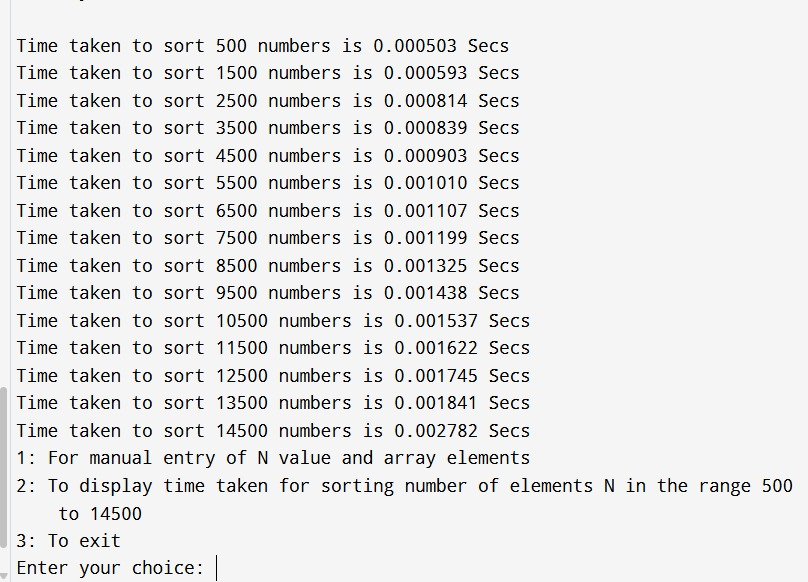 Time taken to sort 500 numbers is 0.000503 Secs
Time taken to sort 1500 numbers is 0.000593 Secs
Time taken to sort 2500 numbers is 0.000814 Secs
Time taken to sort 3500 numbers is 0.000839 Secs
Time taken to sort 4500 numbers is 0.000903 Secs
Time taken to sort 5500 numbers is 0.001010 Secs
Time taken to sort 6500 numbers is 0.001107 Secs
Time taken to sort 7500 numbers is 0.001199 Secs
Time taken to sort 8500 numbers is 0.001325 Secs
Time taken to sort 9500 numbers is 0.001438 Secs
Time taken to sort 10500 numbers is 0.001537 Secs
Time taken to sort 11500 numbers is 0.001622 Secs
Time taken to sort 12500 numbers is 0.001745 Secs
Time taken to sort 13500 numbers is 0.001841 Secs
Time taken to sort 14500 numbers is 0.002782 Secs
1: For manual entry of N value and array elements
2: To display time taken for sorting number of elements N in the range 500
to 14500
3: To exit
Enter your choice: